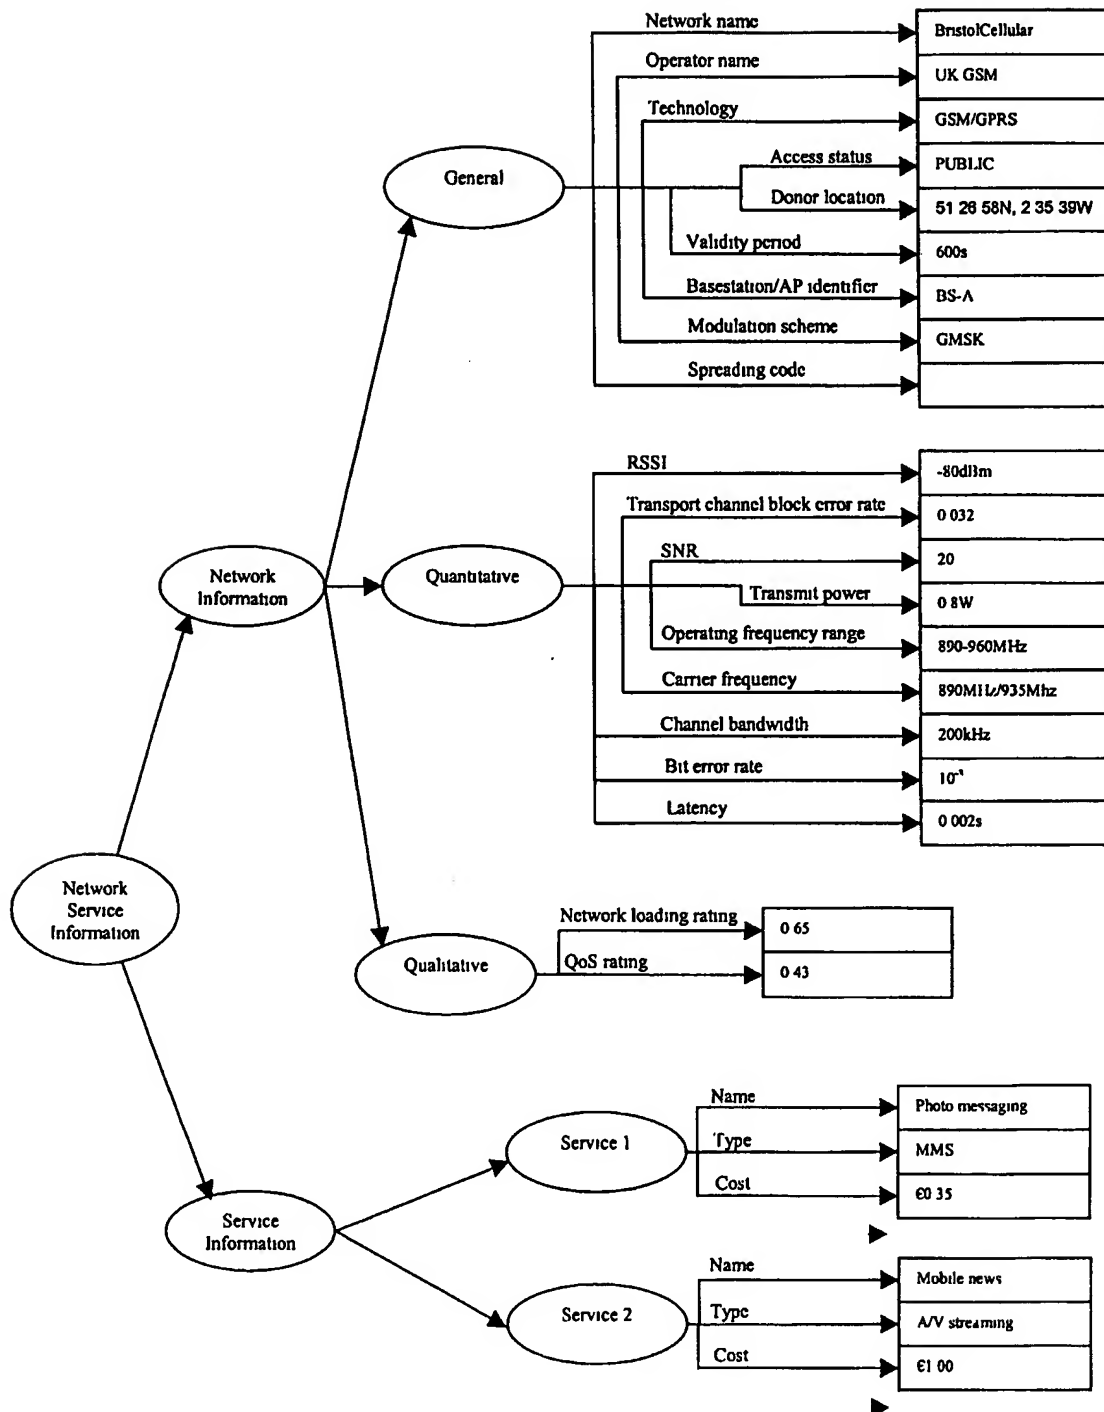 Network name
BristolCellular
Operator name
UK GSM
Technology
GSM/GPRS
Access status
PUBLIC
General
Donor location
51 26 58N, 2 35 39W
Validity period
600s
Basestation/AP identifier
BS-A
Modulation scheme
GMSK
Spreading code
RSSI
-80dBm
Transport channel block error rate
0 032
SNR
20
Network
Information
Quantitative
Transmit power
0 8W
Operating frequency range
890-960MHz
Carrier frequency
890MHz/935Mhz
Channel bandwidth
200kHz
Bit error rate
Latency
0 002s
Network
Service
Information
Network loading rating
0 65
Qualitative
QoS rating
0 43
Name
Photo messaging
Service 1
Type
MMS
Cost
€0 35
Service
Information
Name
Mobile news
Service 2
Type
A/V streaming
Cost
€1 00